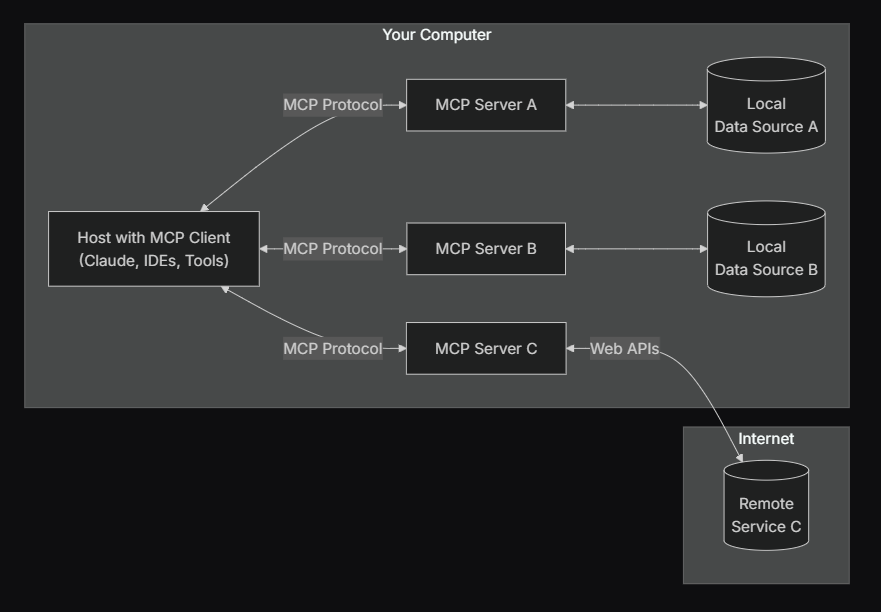 Your Computer
MCP Protocol
MCP Server A
Local
Data Source A
Host with MCP Client
(Claude, IDEs, Tools)
MCP Protocol
MCP Server B
Local
Data Source B
MCP Protocol
MCP Server C
Web APIs
Internet
Remote
Service C